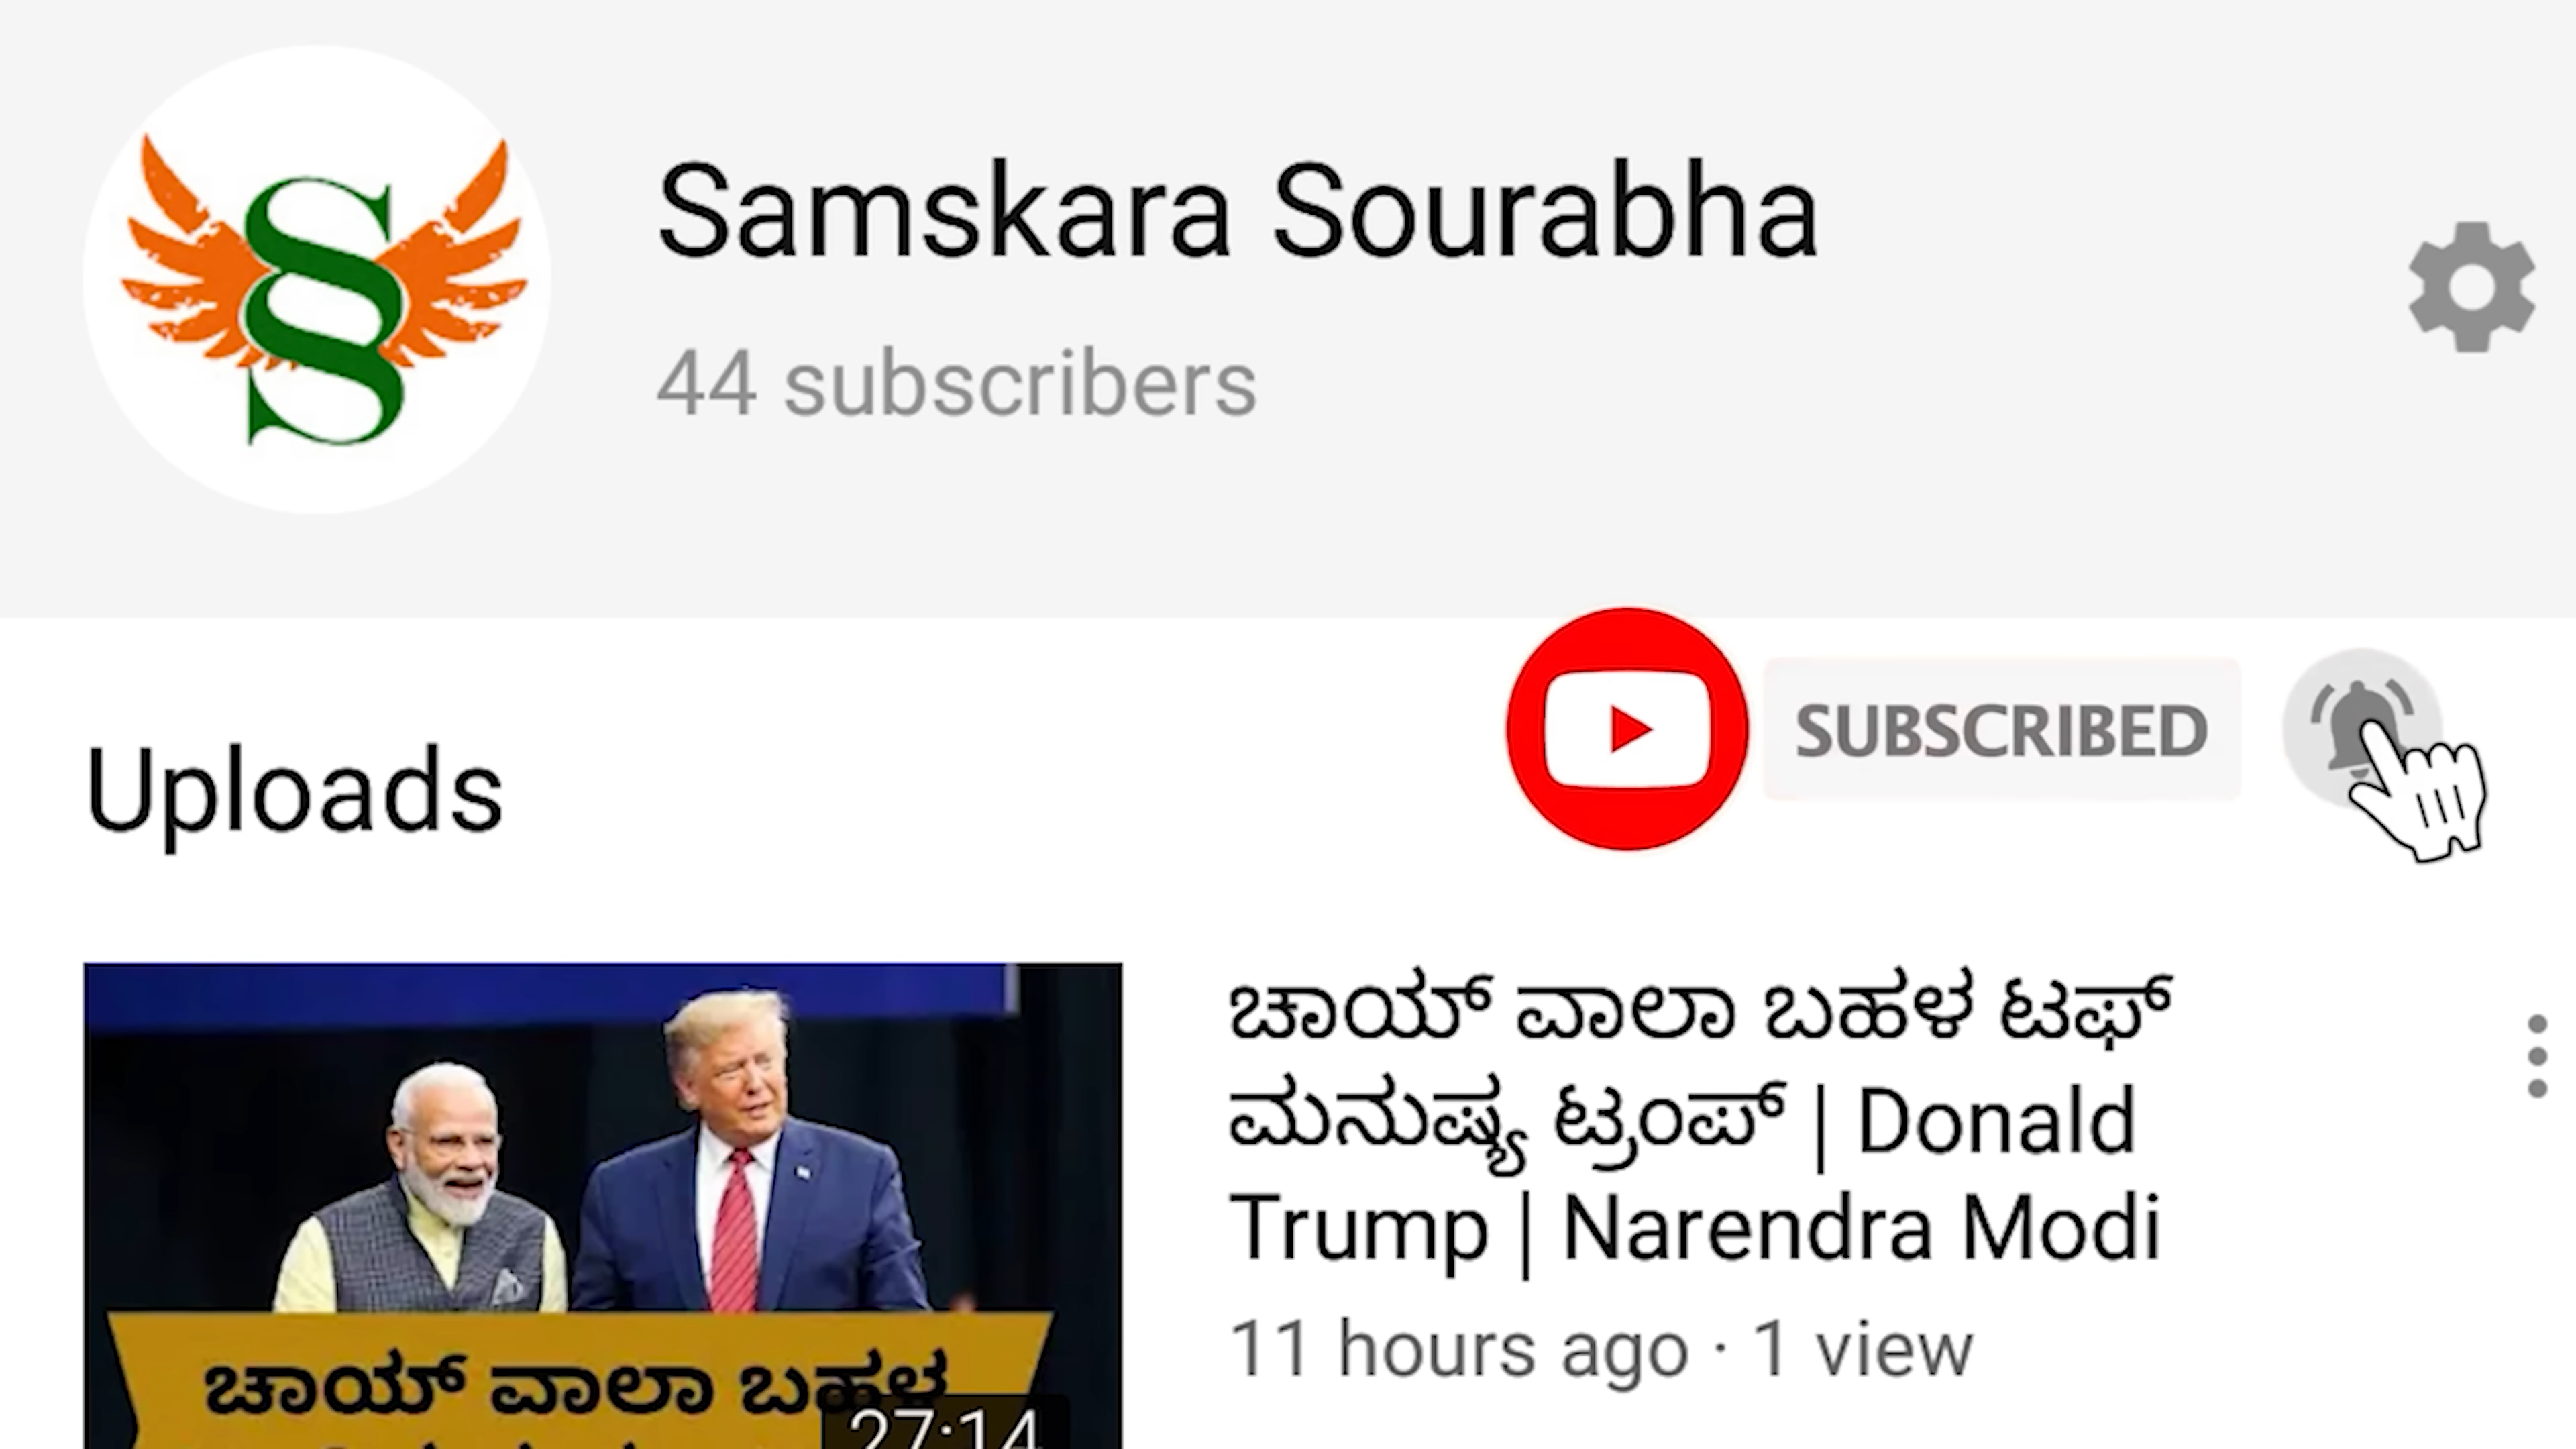 Samskara Sourabha
44 subscribers
SUBSCRIBED
Uploads
ಚಾಯ್ ವಾಲಾ ಬಹಳ ಟಫ್
ಮನುಷ್ಯ ಟ್ರಂಪ್ | Donald
Trump | Narendra Modi
11 hours ago · 1 view
ಚಾಯ್ ವಾಲಾ ಬಹಳ
27:14